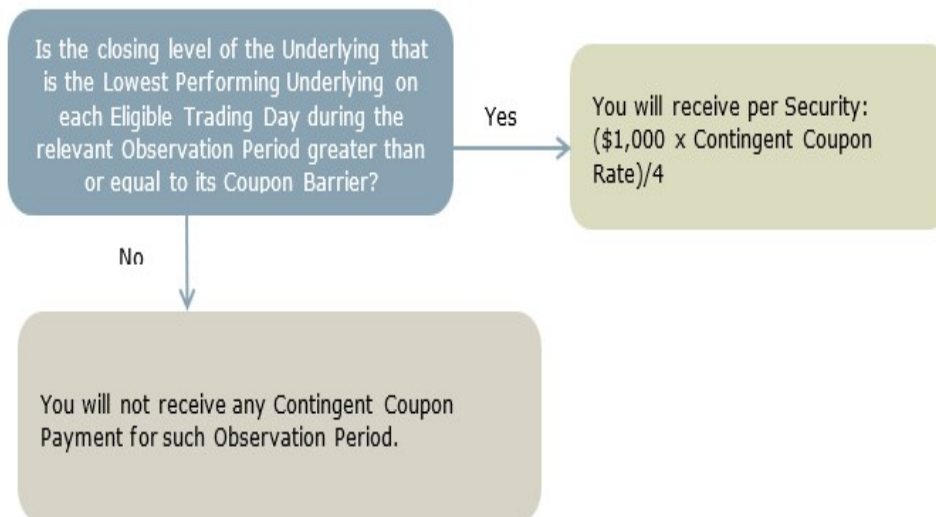 Is the closing level of the Underlying that
is the Lowest Performing Underlying on
each Eligible Trading Day during the
relevant Observation Period greater than
or equal to its Coupon Barrier?
Yes
You will receive per Security:
($1,000 x Contingent Coupon
Rate)/4
No
You will not receive any Contingent Coupon
Payment for such Observation Period.